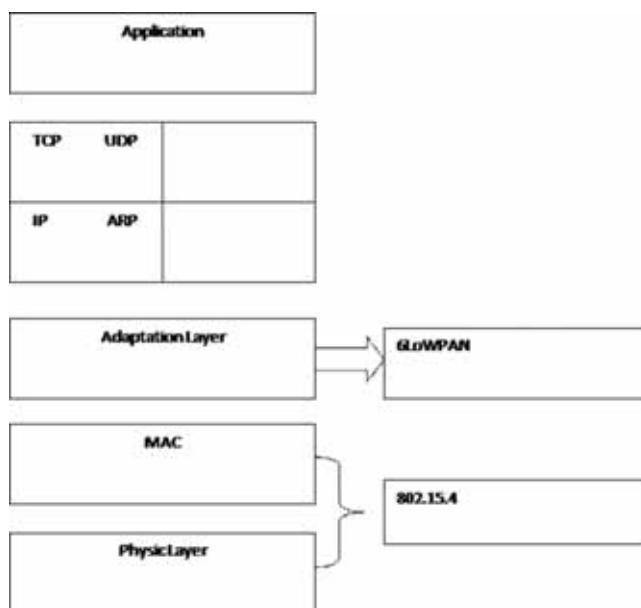 Application
TCP UDP
IP ARP
Adaptation Layer
6LoWPAN
MAC
802.15.4
Physic Layer